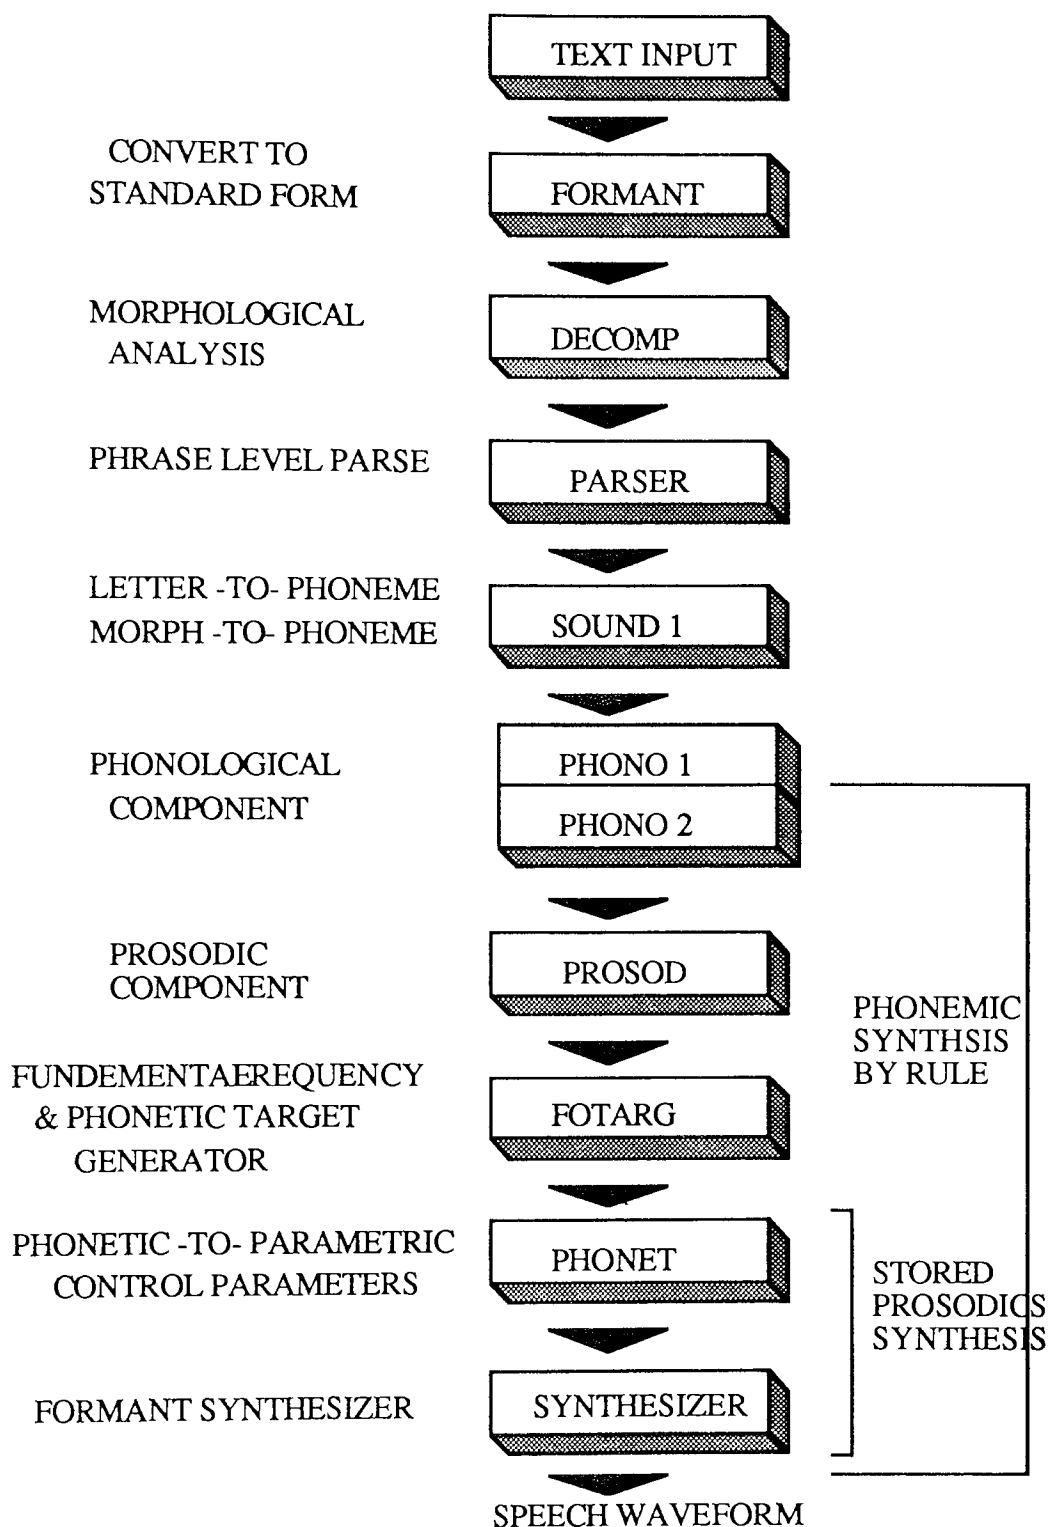 TEXT INPUT
CONVERT TO
STANDARD FORM
FORMANT
MORPHOLOGICAL
ANALYSIS
DECOMP
PHRASE LEVEL PARSE
PARSER
LETTER -TO- PHONEME
MORPH -TO- PHONEME
SOUND 1
PHONOLOGICAL
COMPONENT
PHONO 1
PHONO 2
PROSODIC
COMPONENT
PROSOD
PHONEMIC
SYNTHSIS
BY RULE
FUNDEMENTAEREQUENCY
& PHONETIC TARGET
GENERATOR
FOTARG
PHONETIC -TO- PARAMETRIC
CONTROL PARAMETERS
PHONET
STORED
PROSODICS
SYNTHESIS
FORMANT SYNTHESIZER
SYNTHESIZER
SPEECH WAVEFORM